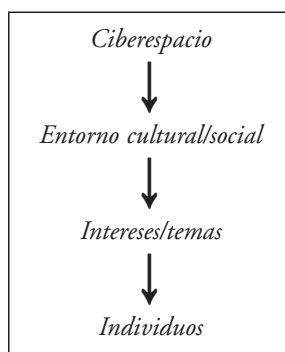 Ciberespacio
Entorno cultural/social
Intereses/temas
Individuos